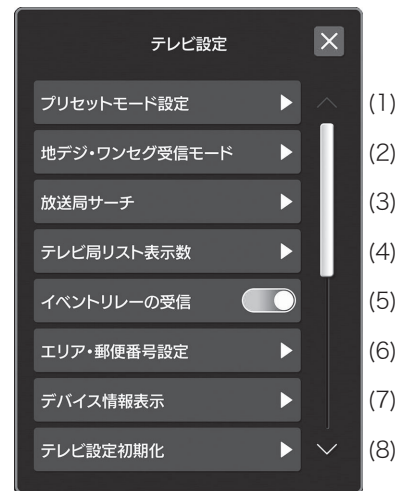 テレビ設定
プリセットモード設定 (1)
地デジ・ワンセグ受信モード (2)
放送局サーチ (3)
テレビ局リスト表示数 (4)
イベントリレーの受信 (5)
エリア・郵便番号設定 (6)
デバイス情報表示 (7)
テレビ設定初期化 (8)